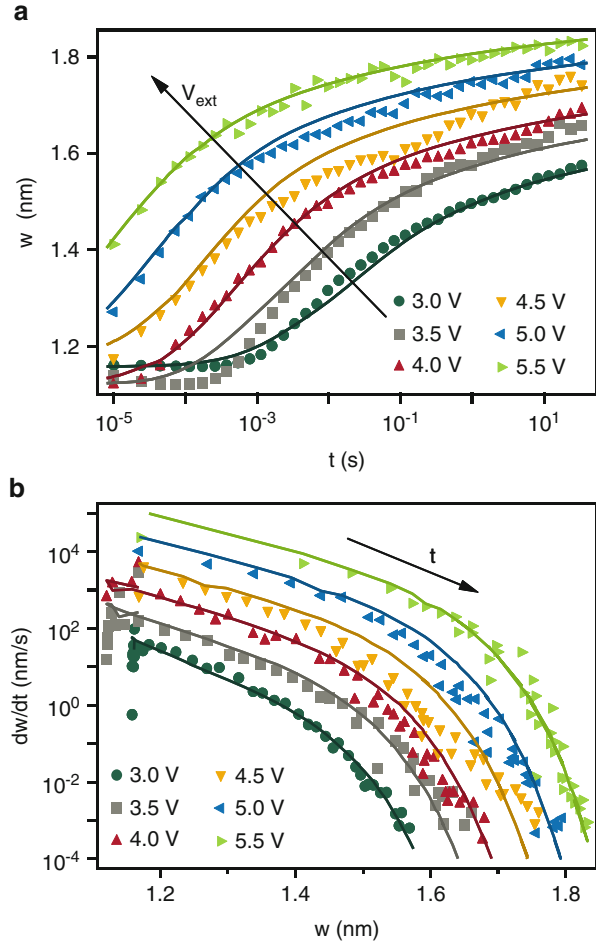 a
1.8
1.6
1.4
1.2
w (nm)
V_ext
3.0 V
3.5 V
4.0 V
4.5 V
5.0 V
5.5 V
10^-5
10^-3
10^-1
10^1
t (s)
b
10^4
10^2
10^0
10^-2
10^-4
dw/dt (nm/s)
t
3.0 V
3.5 V
4.0 V
4.5 V
5.0 V
5.5 V
1.2
1.4
1.6
1.8
w (nm)